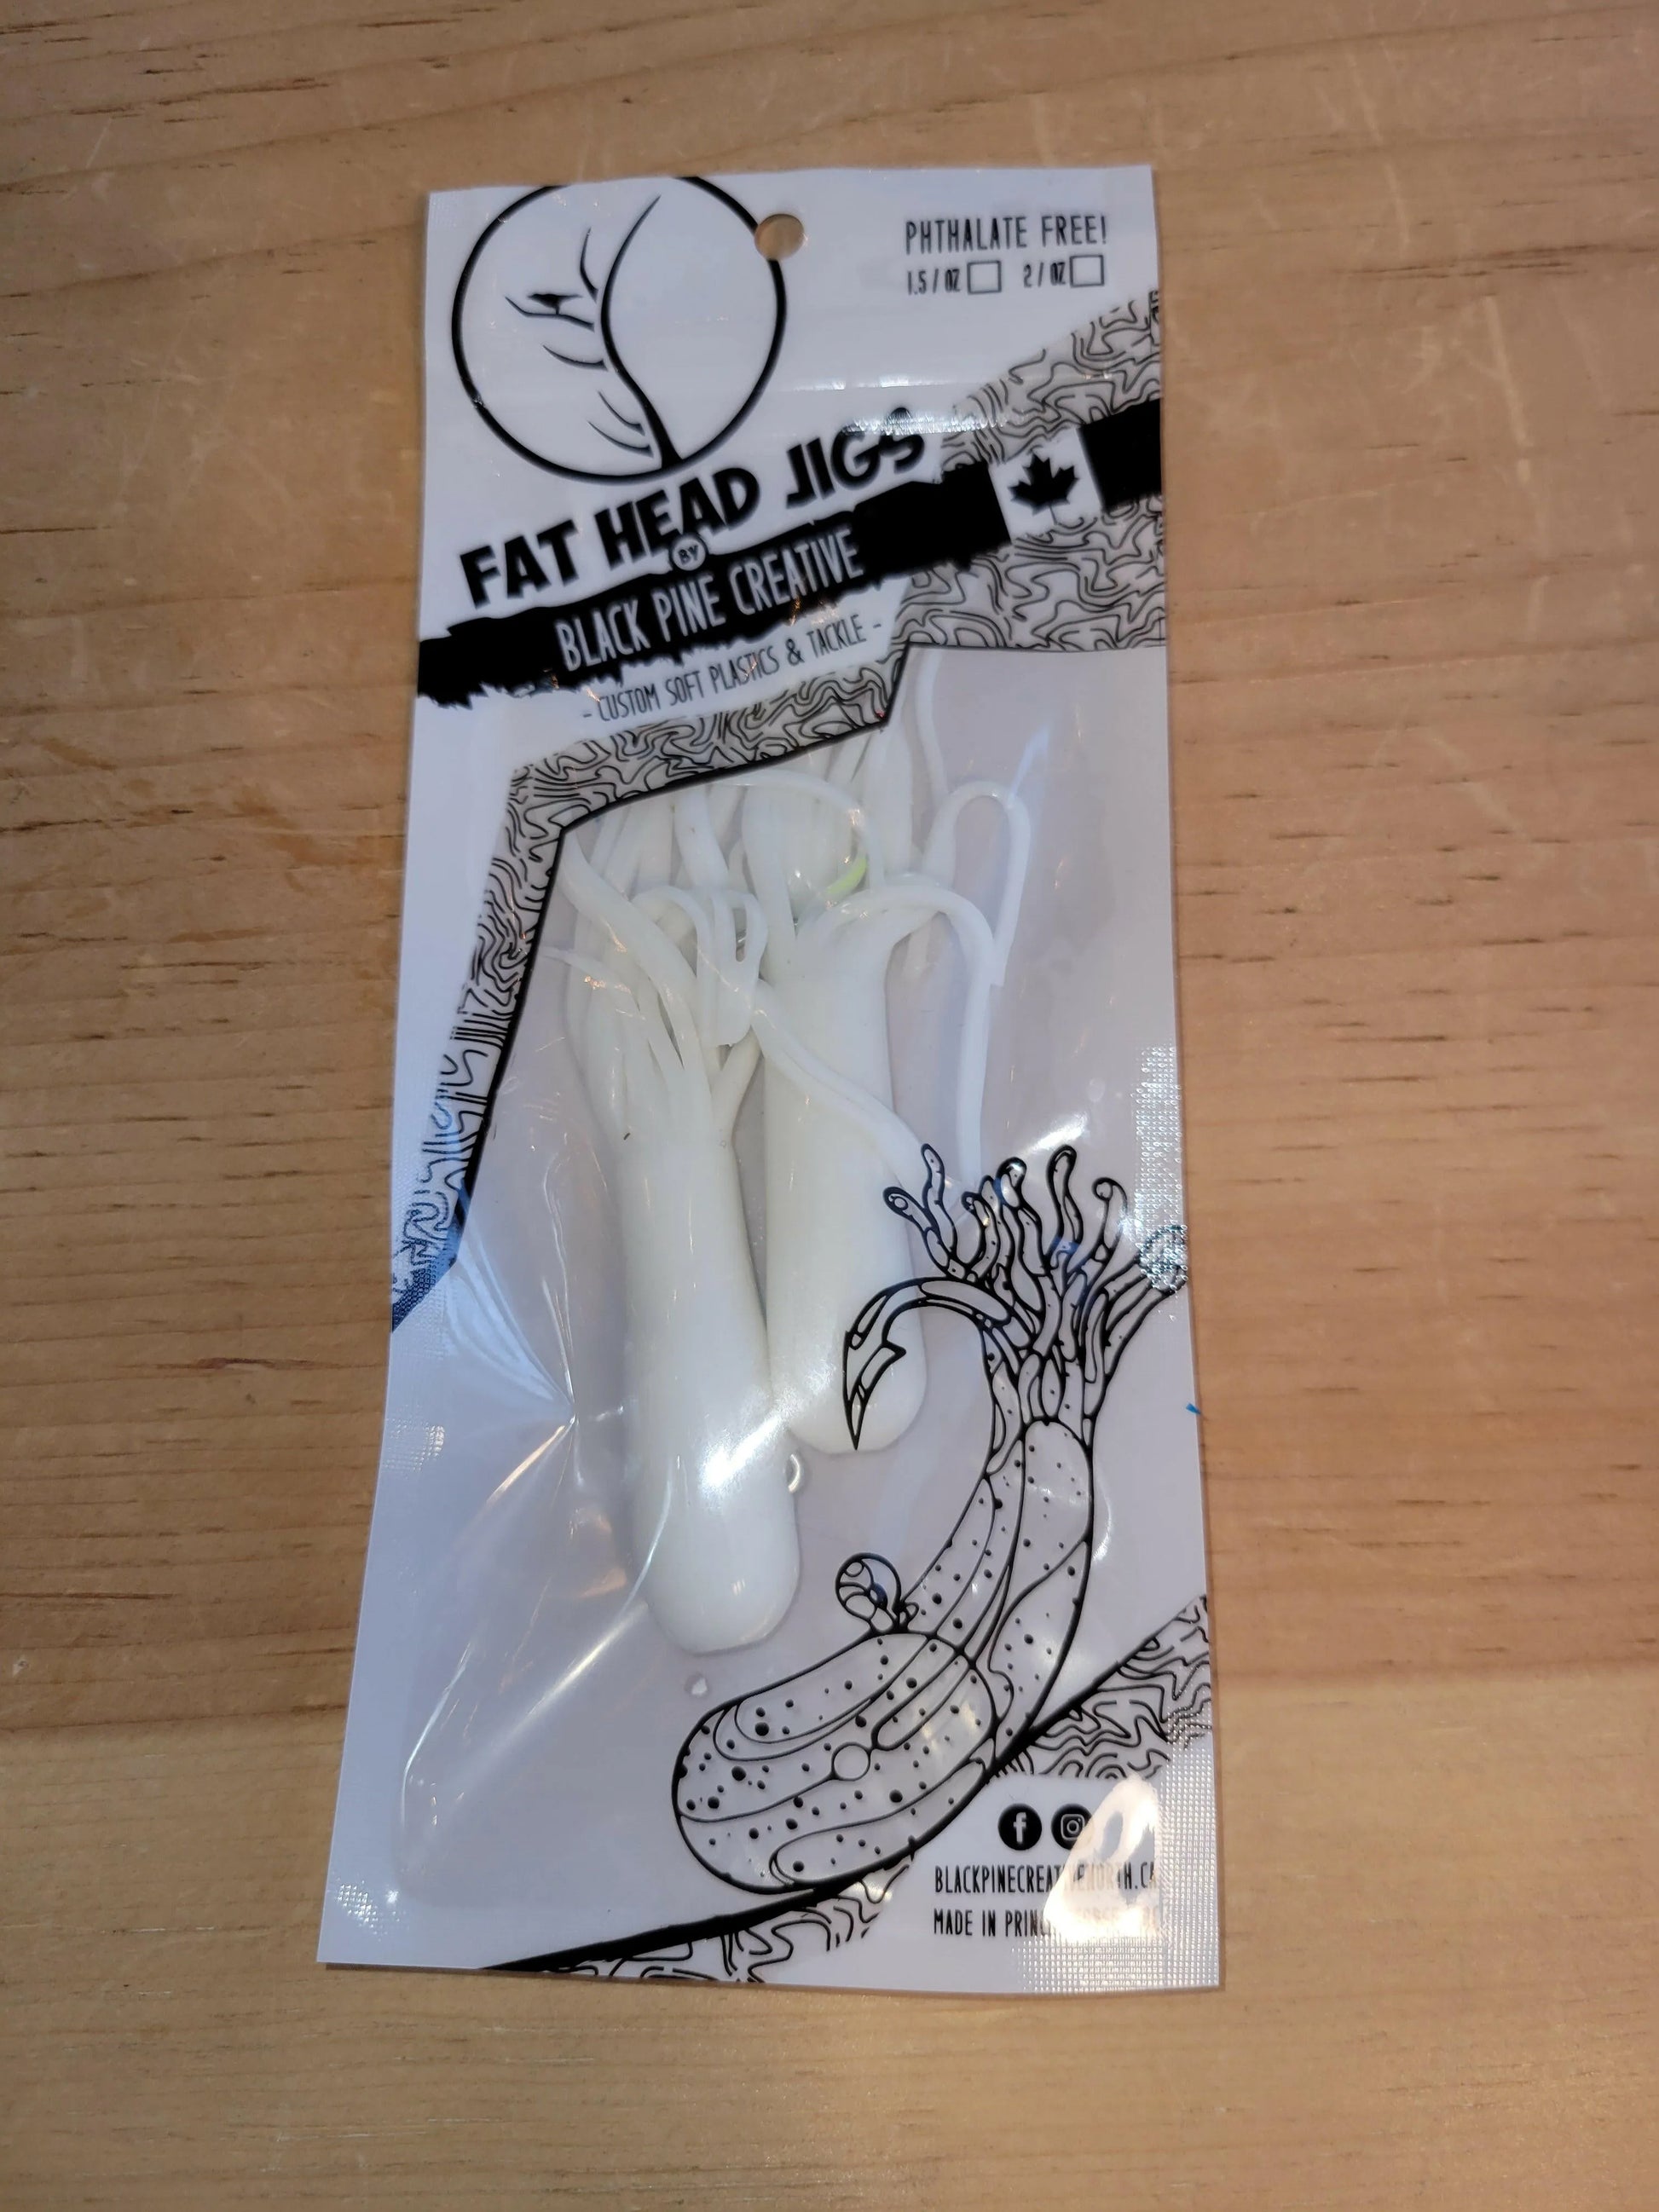 PHTHALATE FREE!
1.5/OZ 2/OZ
FAT HEAD JIGS
BY
BLACK PINE CREATIVE
- CUSTOM SOFT PLASTICS & TACKLE -
MADE IN